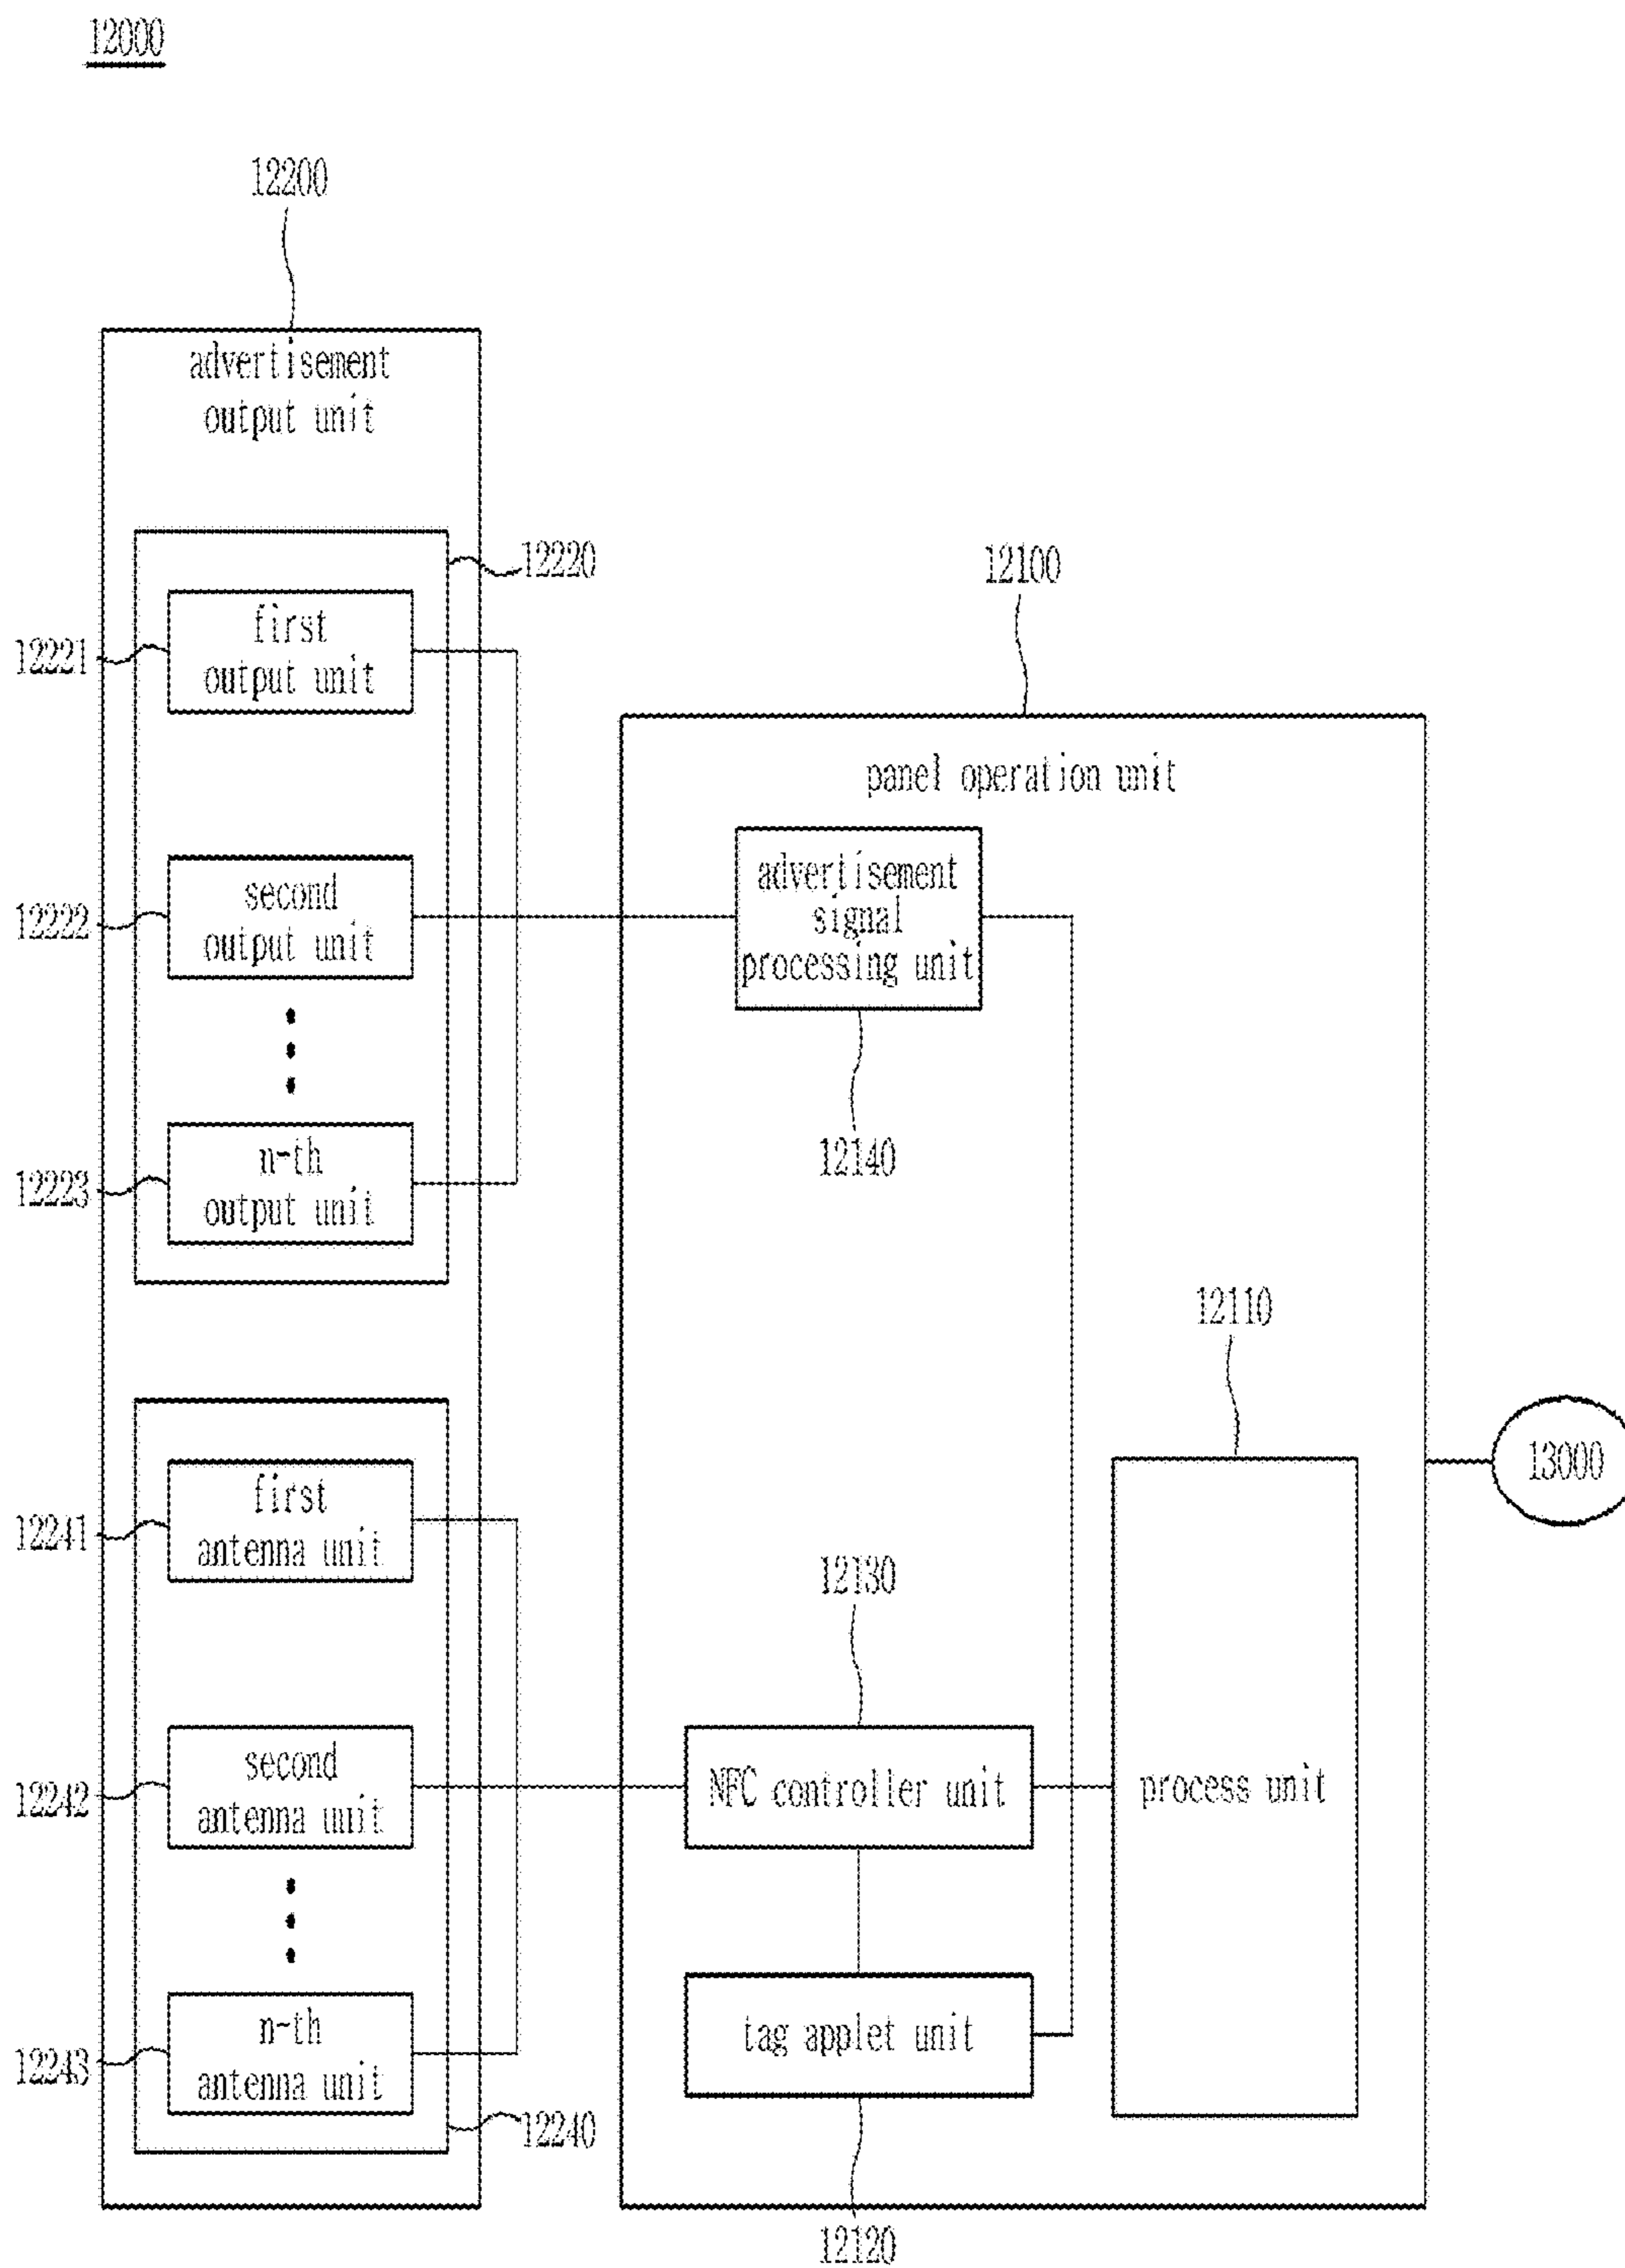 12000
12200
advertisement
output unit
12220
12221
first
output unit
12222
second
output unit
12223
n-th
output unit
12100
panel operation unit
advertisement
signal
processing unit
12140
12110
13000
12241
first
antenna unit
12130
12242
second
antenna unit
NFC controller unit
process unit
12243
n-th
antenna unit
tag applet unit
12240
12120